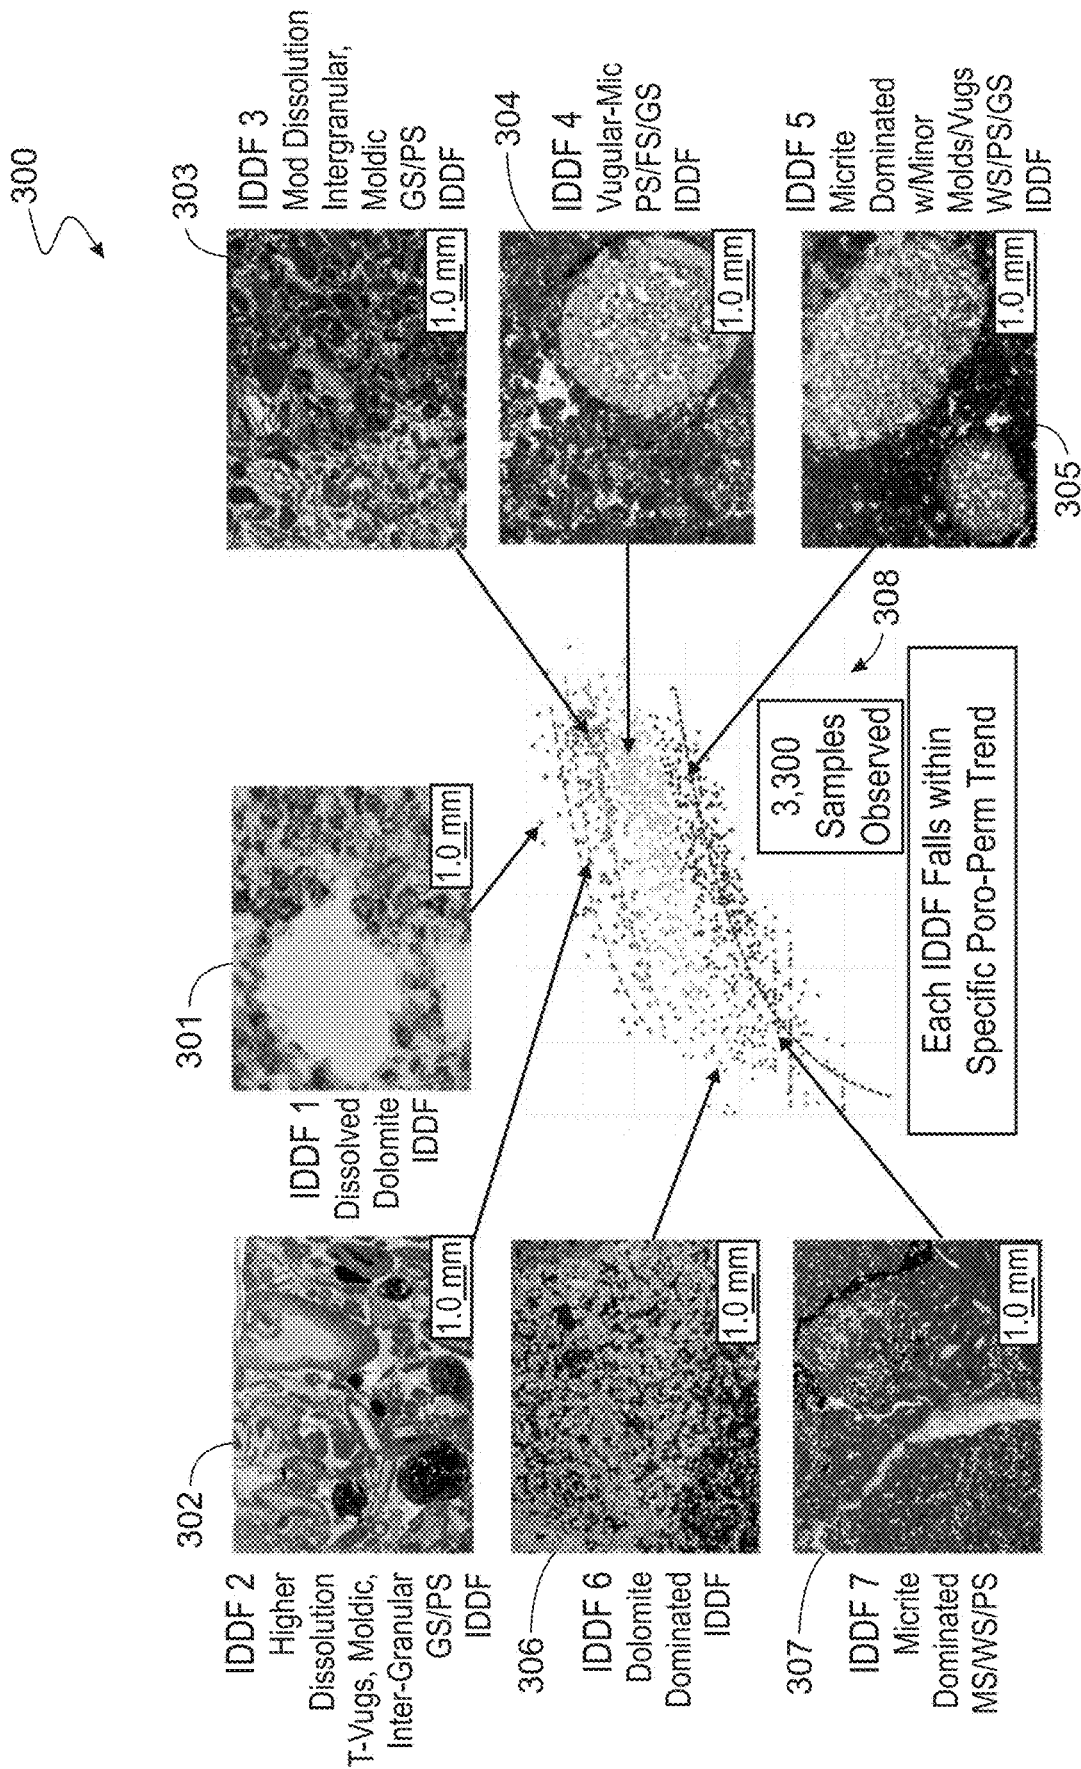 300
302
IDDF 2
Higher
Dissolution
T-Vugs, Moldic,
Inter-Granular
GS/PS
IDDF
1.0 mm
301
IDDF 1
Dissolved
Dolomite
IDDF
1.0 mm
303
IDDF 3
Mod Dissolution
Intergranular,
Moldic
GS/PS
IDDF
1.0 mm
304
IDDF 4
Vugular-Mic
PS/FS/GS
IDDF
1.0 mm
306
IDDF 6
Dolomite
Dominated
IDDF
1.0 mm
307
IDDF 7
Micrite
Dominated
MS/WS/PS
1.0 mm
305
IDDF 5
Micrite
Dominated
w/Minor
Molds/Vugs
WS/PS/GS
IDDF
1.0 mm
308
3,300
Samples
Observed
Each IDDF Falls within
Specific Poro-Perm Trend